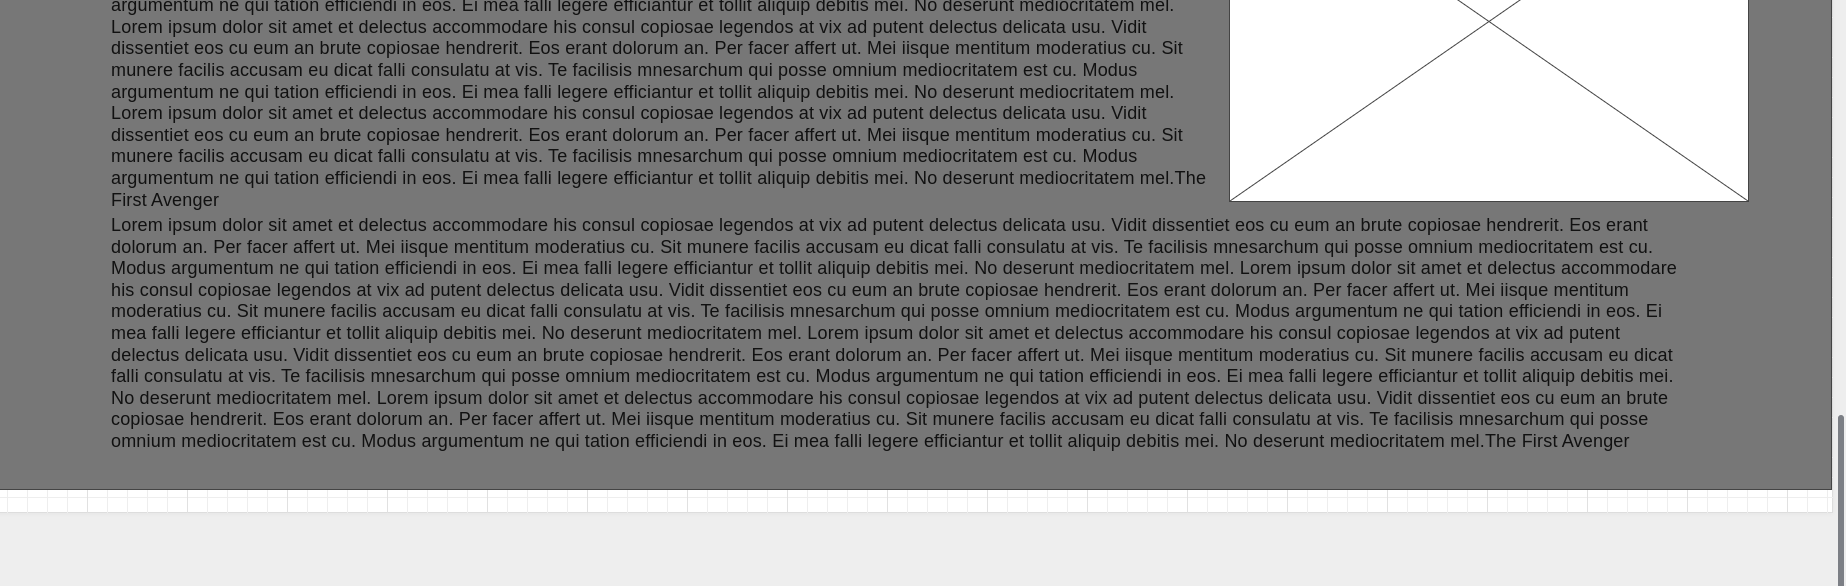 argumentum ne qui tation efficiendi in eos. Ei mea falli legere efficiantur et tollit aliquip debitis mei. No deserunt mediocritatem mel.
Lorem ipsum dolor sit amet et delectus accommodare his consul copiosae legendos at vix ad putent delectus delicata usu. Vidit
dissentiet eos cu eum an brute copiosae hendrerit. Eos erant dolorum an. Per facer affert ut. Mei iisque mentitum moderatius cu. Sit
munere facilis accusam eu dicat falli consulatu at vis. Te facilisis mnesarchum qui posse omnium mediocritatem est cu. Modus
argumentum ne qui tation efficiendi in eos. Ei mea falli legere efficiantur et tollit aliquip debitis mei. No deserunt mediocritatem mel.
Lorem ipsum dolor sit amet et delectus accommodare his consul copiosae legendos at vix ad putent delectus delicata usu. Vidit
dissentiet eos cu eum an brute copiosae hendrerit. Eos erant dolorum an. Per facer affert ut. Mei iisque mentitum moderatius cu. Sit
munere facilis accusam eu dicat falli consulatu at vis. Te facilisis mnesarchum qui posse omnium mediocritatem est cu. Modus
argumentum ne qui tation efficiendi in eos. Ei mea falli legere efficiantur et tollit aliquip debitis mei. No deserunt mediocritatem mel.The
First Avenger
Lorem ipsum dolor sit amet et delectus accommodare his consul copiosae legendos at vix ad putent delectus delicata usu. Vidit dissentiet eos cu eum an brute copiosae hendrerit. Eos erant
dolorum an. Per facer affert ut. Mei iisque mentitum moderatius cu. Sit munere facilis accusam eu dicat falli consulatu at vis. Te facilisis mnesarchum qui posse omnium mediocritatem est cu.
Modus argumentum ne qui tation efficiendi in eos. Ei mea falli legere efficiantur et tollit aliquip debitis mei. No deserunt mediocritatem mel. Lorem ipsum dolor sit amet et delectus accommodare
his consul copiosae legendos at vix ad putent delectus delicata usu. Vidit dissentiet eos cu eum an brute copiosae hendrerit. Eos erant dolorum an. Per facer affert ut. Mei iisque mentitum
moderatius cu. Sit munere facilis accusam eu dicat falli consulatu at vis. Te facilisis mnesarchum qui posse omnium mediocritatem est cu. Modus argumentum ne qui tation efficiendi in eos. Ei
mea falli legere efficiantur et tollit aliquip debitis mei. No deserunt mediocritatem mel. Lorem ipsum dolor sit amet et delectus accommodare his consul copiosae legendos at vix ad putent
delectus delicata usu. Vidit dissentiet eos cu eum an brute copiosae hendrerit. Eos erant dolorum an. Per facer affert ut. Mei iisque mentitum moderatius cu. Sit munere facilis accusam eu dicat
falli consulatu at vis. Te facilisis mnesarchum qui posse omnium mediocritatem est cu. Modus argumentum ne qui tation efficiendi in eos. Ei mea falli legere efficiantur et tollit aliquip debitis mei.
No deserunt mediocritatem mel. Lorem ipsum dolor sit amet et delectus accommodare his consul copiosae legendos at vix ad putent delectus delicata usu. Vidit dissentiet eos cu eum an brute
copiosae hendrerit. Eos erant dolorum an. Per facer affert ut. Mei iisque mentitum moderatius cu. Sit munere facilis accusam eu dicat falli consulatu at vis. Te facilisis mnesarchum qui posse
omnium mediocritatem est cu. Modus argumentum ne qui tation efficiendi in eos. Ei mea falli legere efficiantur et tollit aliquip debitis mei. No deserunt mediocritatem mel.The First Avenger